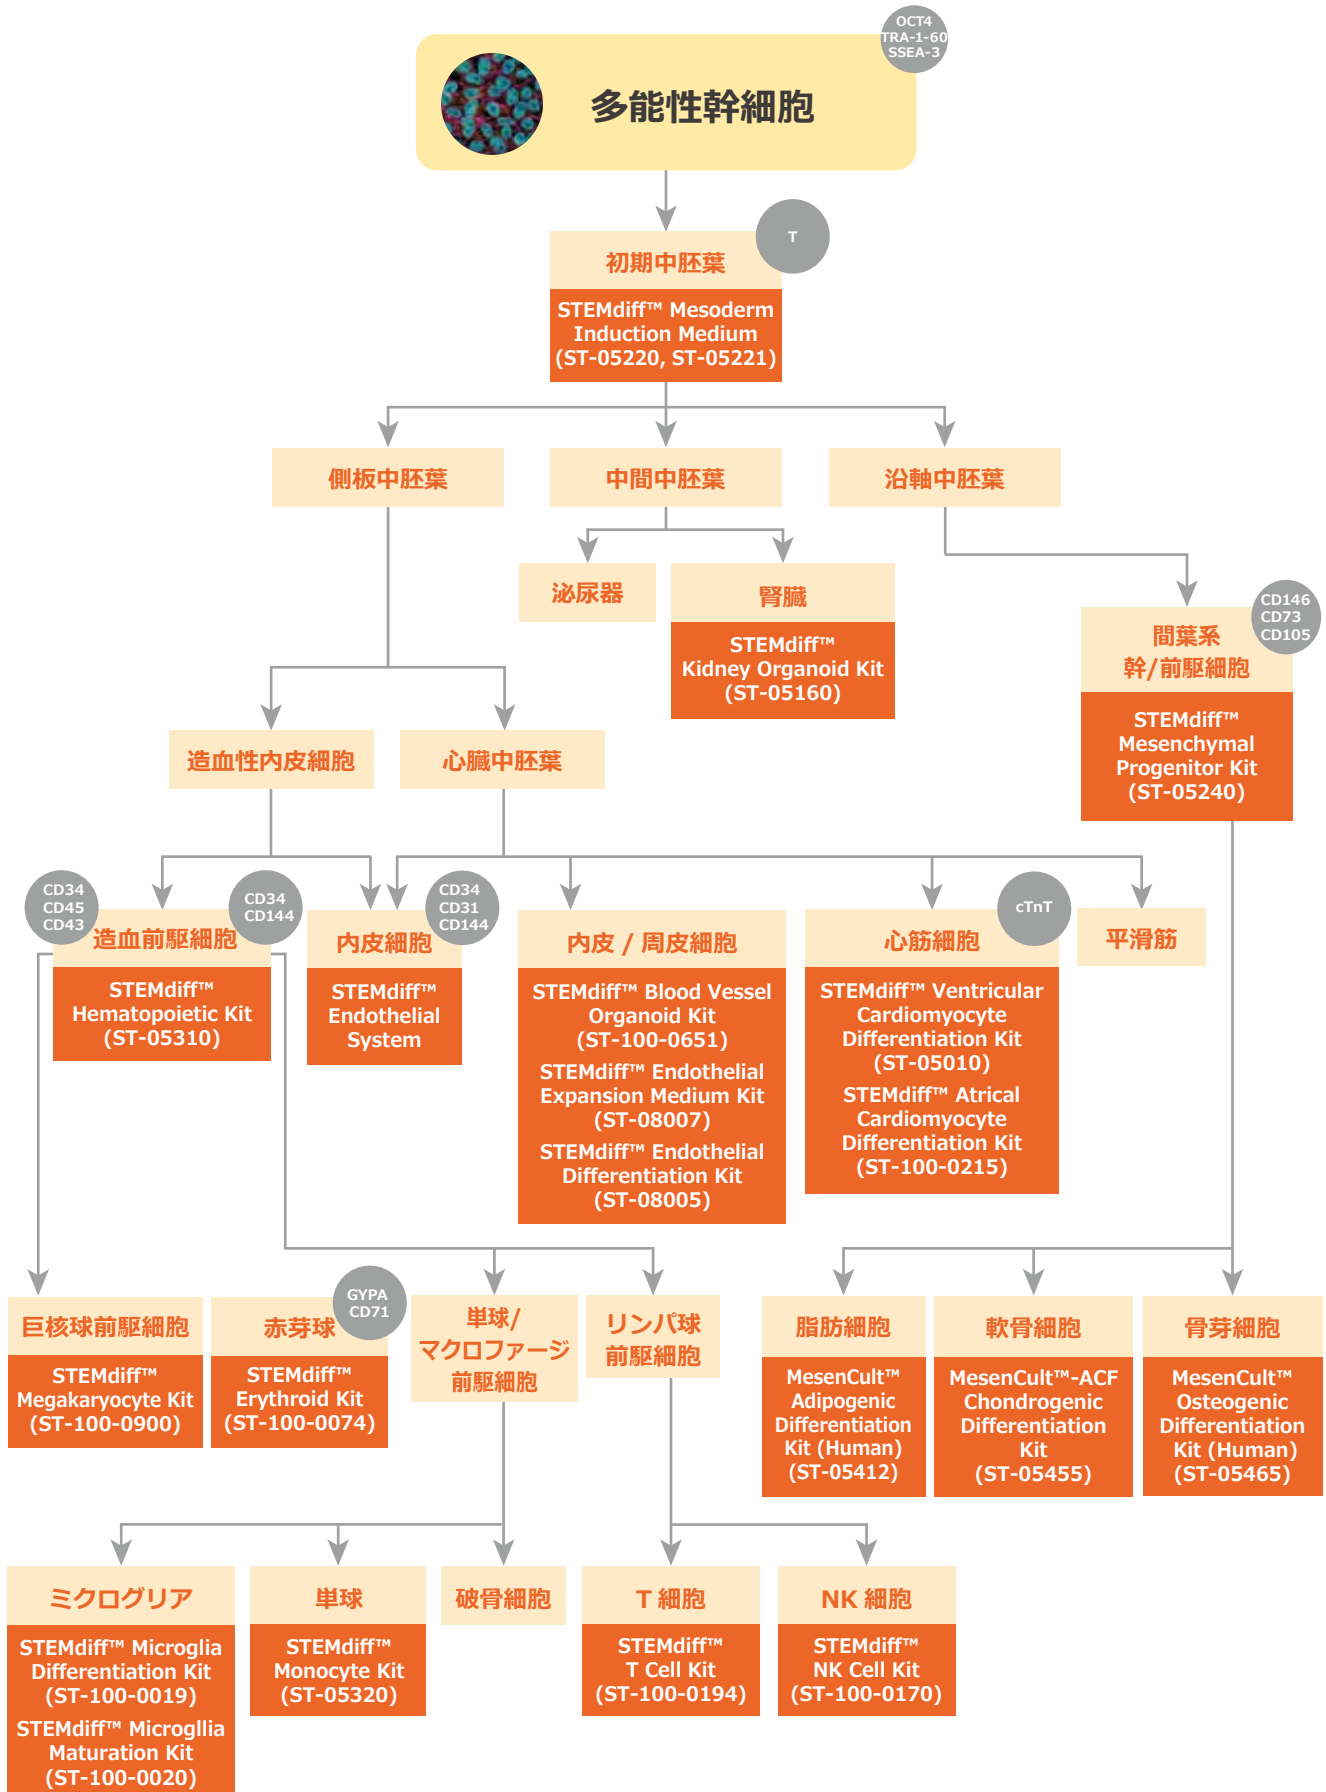 OCT4
TRA-1-60
SSEA-3
多能性幹細胞
T
初期中胚葉
STEMdiff™ Mesoderm
Induction Medium
(ST-05220, ST-05221)
側板中胚葉
中間中胚葉
沿軸中胚葉
泌尿器
腎臓
STEMdiff™
Kidney Organoid Kit
(ST-05160)
CD146
CD73
CD105
間葉系
幹/前駆細胞
STEMdiff™
Mesenchymal
Progenitor Kit
(ST-05240)
造血性内皮細胞
心臓中胚葉
CD34
CD45
CD43
CD34
CD144
造血前駆細胞
STEMdiff™
Hematopoietic Kit
(ST-05310)
CD34
CD31
CD144
内皮細胞
STEMdiff™
Endothelial
System
内皮 / 周皮細胞
STEMdiff™ Blood Vessel
Organoid Kit
(ST-100-0651)
STEMdiff™ Endothelial
Expansion Medium Kit
(ST-08007)
STEMdiff™ Endothelial
Differentiation Kit
(ST-08005)
cTnT
心筋細胞
STEMdiff™ Ventricular
Cardiomyocyte
Differentiation Kit
(ST-05010)
STEMdiff™ Atrical
Cardiomyocyte
Differentiation Kit
(ST-100-0215)
平滑筋
巨核球前駆細胞
STEMdiff™
Megakaryocyte Kit
(ST-100-0900)
GYPA
CD71
赤芽球
STEMdiff™
Erythroid Kit
(ST-100-0074)
単球/
マクロファージ
前駆細胞
リンパ球
前駆細胞
脂肪細胞
MesenCult™
Adipogenic
Differentiation
Kit (Human)
(ST-05412)
軟骨細胞
MesenCult™-ACF
Chondrogenic
Differentiation
Kit
(ST-05455)
骨芽細胞
MesenCult™
Osteogenic
Differentiation
Kit (Human)
(ST-05465)
ミクログリア
STEMdiff™ Microglia
Differentiation Kit
(ST-100-0019)
STEMdiff™ Microgllia
Maturation Kit
(ST-100-0020)
単球
STEMdiff™
Monocyte Kit
(ST-05320)
破骨細胞
T 細胞
STEMdiff™
T Cell Kit
(ST-100-0194)
NK 細胞
STEMdiff™
NK Cell Kit
(ST-100-0170)